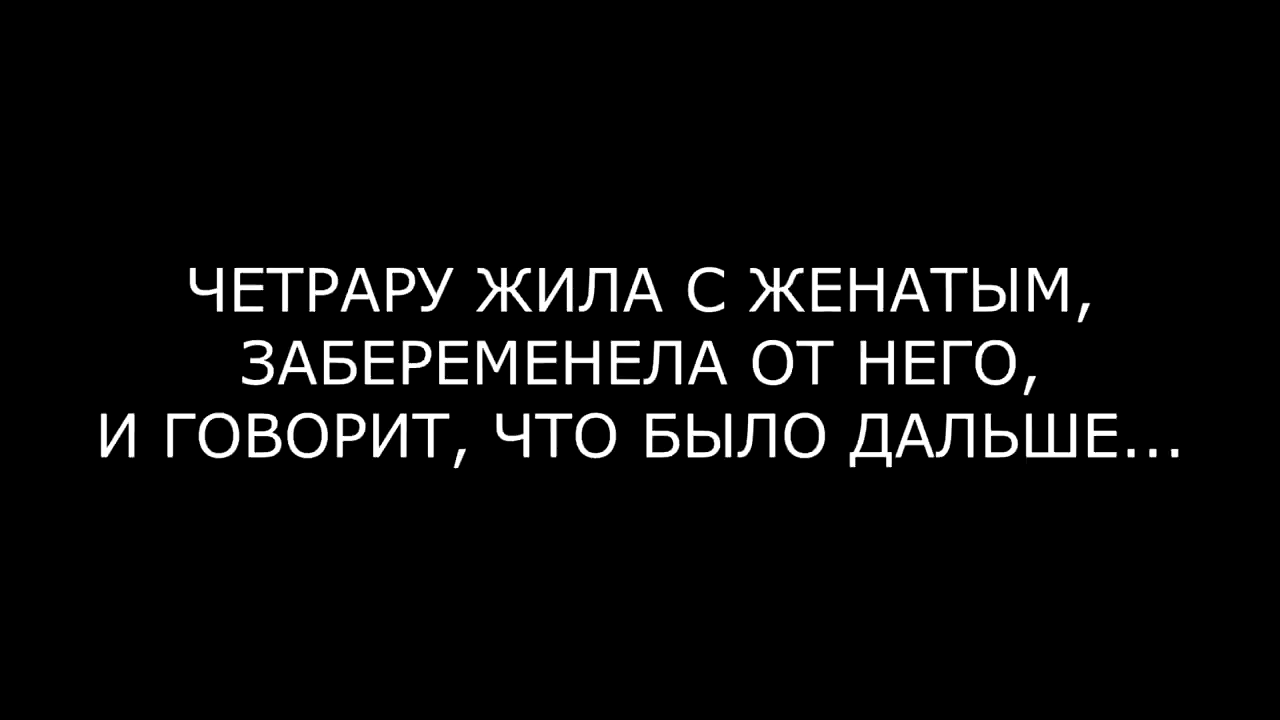 ЧЕТРАРУ ЖИЛА С ЖЕНАТЫМ,
ЗАБЕРЕМЕНЕЛА ОТ НЕГО,
И ГОВОРИТ, ЧТО БЫЛО ДАЛЬШЕ...